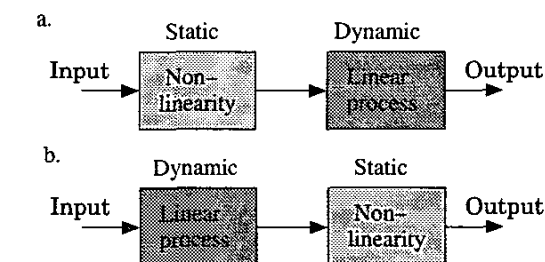 a.
Static Dynamic
Input Non- Linear Output
linearity process
b.
Dynamic Static
Input Linear Non- Output
process linearity